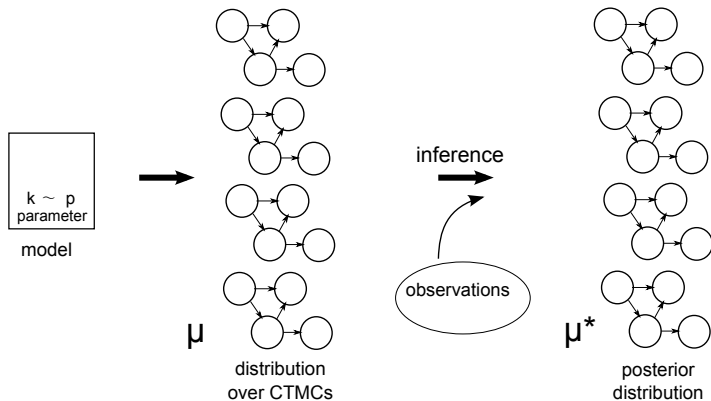 k ~ p
parameter
model
μ
distribution
over CTMCs
inference
observations
μ*
posterior
distribution